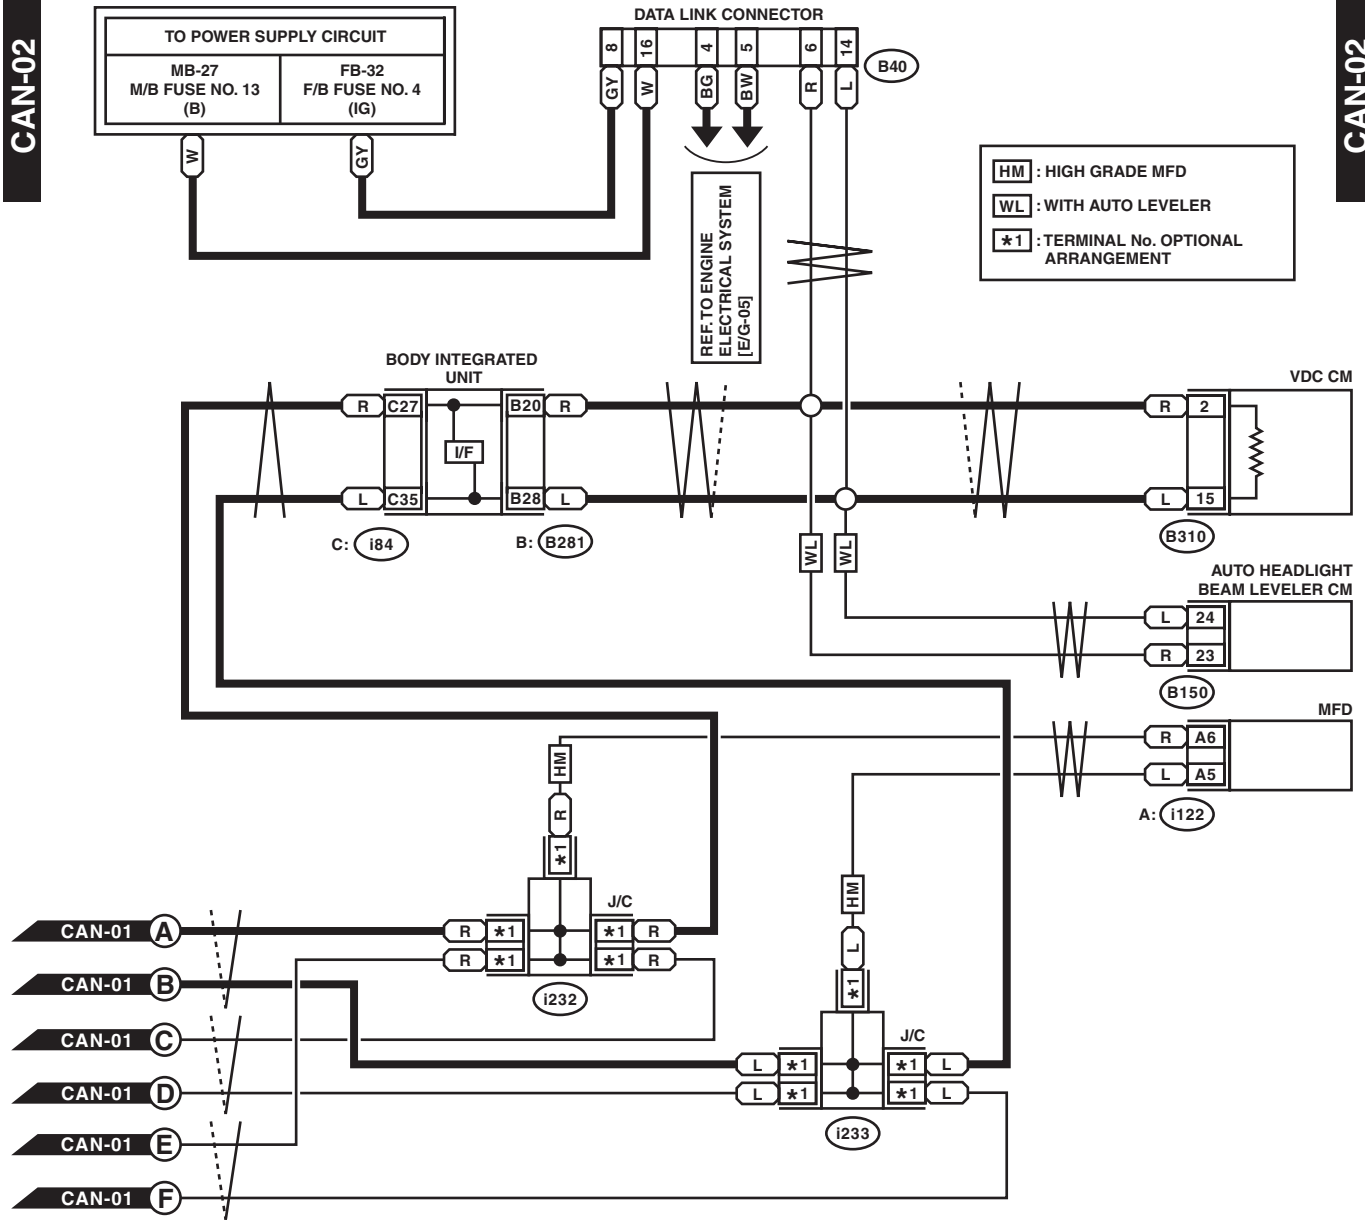 CAN-02
TO POWER SUPPLY CIRCUIT
MB-27
M/B FUSE NO. 13
(B)
FB-32
F/B FUSE NO. 4
(IG)
W
GY
DATA LINK CONNECTOR
8
16
4
5
6
14
GY
W
BG
BW
R
L
B40
CAN-02
HM : HIGH GRADE MFD
WL : WITH AUTO LEVELER
*1 : TERMINAL No. OPTIONAL
ARRANGEMENT
REF.TO ENGINE
ELECTRICAL SYSTEM
[E/G-05]
BODY INTEGRATED
UNIT
R C27
B20 R
I/F
L C35
B28 L
C: i84
B: B281
VDC CM
R 2
L 15
B310
WL
WL
AUTO HEADLIGHT
BEAM LEVELER CM
L 24
R 23
B150
MFD
R A6
L A5
A: i122
HM
R
*1
J/C
R *1
*1 R
R *1
*1 R
i232
HM
L
*1
J/C
L *1
*1 L
L *1
*1 L
i233
CAN-01 A
CAN-01 B
CAN-01 C
CAN-01 D
CAN-01 E
CAN-01 F